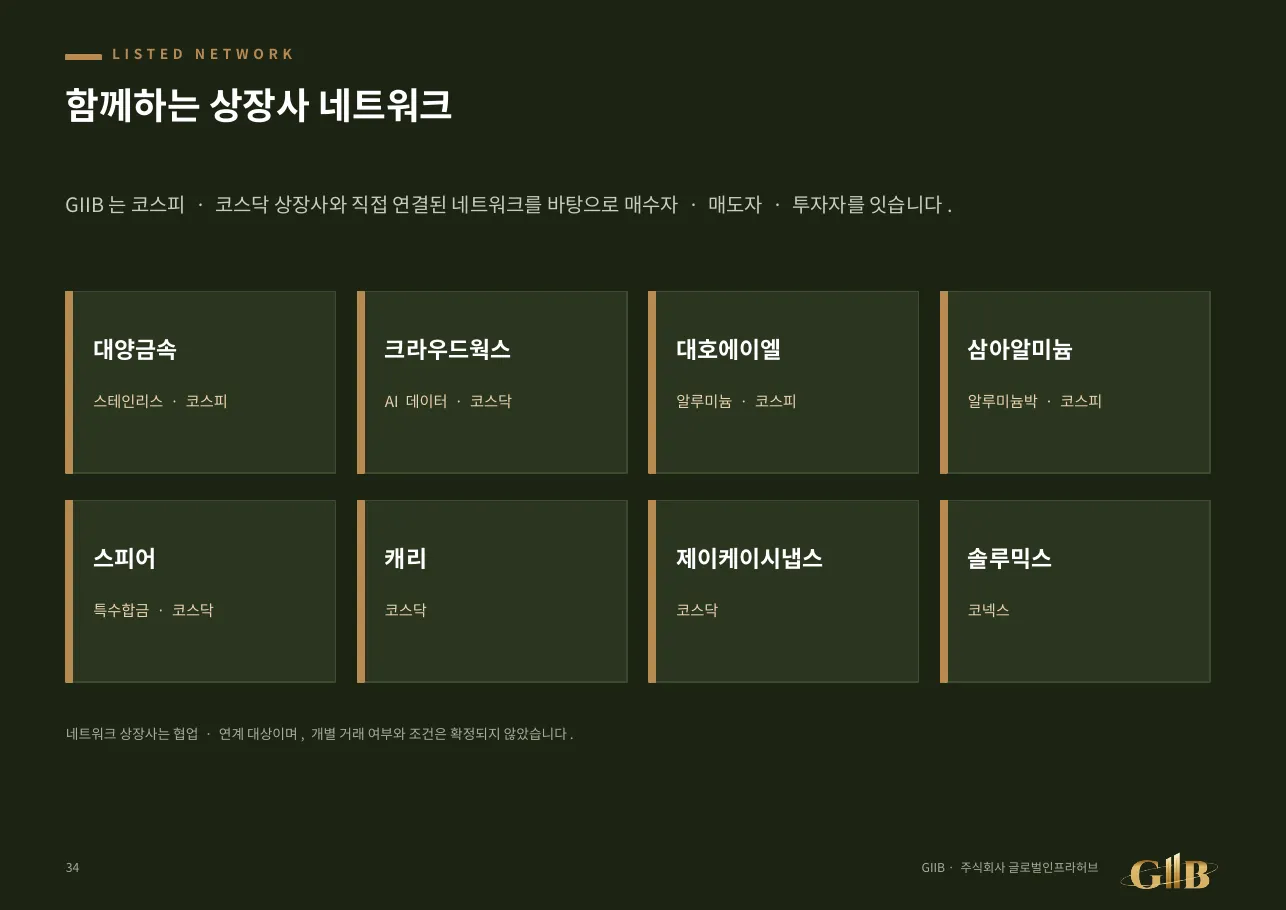 LISTED NETWORK
함께하는 상장사 네트워크
GIIB 는 코스피 · 코스닥 상장사와 직접 연결된 네트워크를 바탕으로 매수자 · 매도자 · 투자자를 잇습니다 .
대양금속
스테인리스 · 코스피
크라우드웍스
AI 데이터 · 코스닥
대호에이엘
알루미늄 · 코스피
삼아알미늄
알루미늄박 · 코스피
스피어
특수합금 · 코스닥
캐리
코스닥
제이케이시냅스
코스닥
솔루믹스
코넥스
네트워크 상장사는 협업 · 연계 대상이며 , 개별 거래 여부와 조건은 확정되지 않았습니다 .
34
GIIB · 주식회사 글로벌인프라허브
GIIB